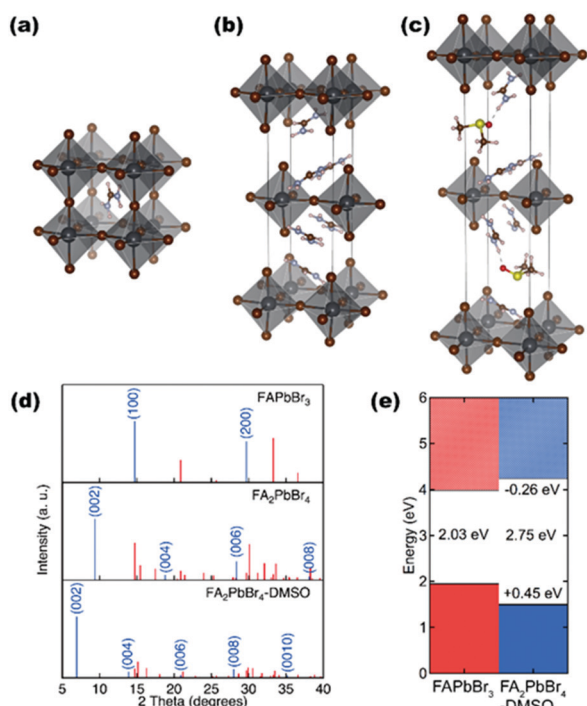 (a)
(b)
(c)
(d)
FAPbBr3
(100)
(200)
FA2PbBr4
(002)
(004)
(006)
(008)
FA2PbBr4-DMSO
(002)
(004)
(006)
(008)
(0010)
Intensity (a. u.)
5 10 15 20 25 30 35 40
2 Theta (degrees)
(e)
Energy (eV)
6
5
4
3
2
1
0
-0.26 eV
2.03 eV 2.75 eV
+0.45 eV
FAPbBr3 FA2PbBr4
-DMSO